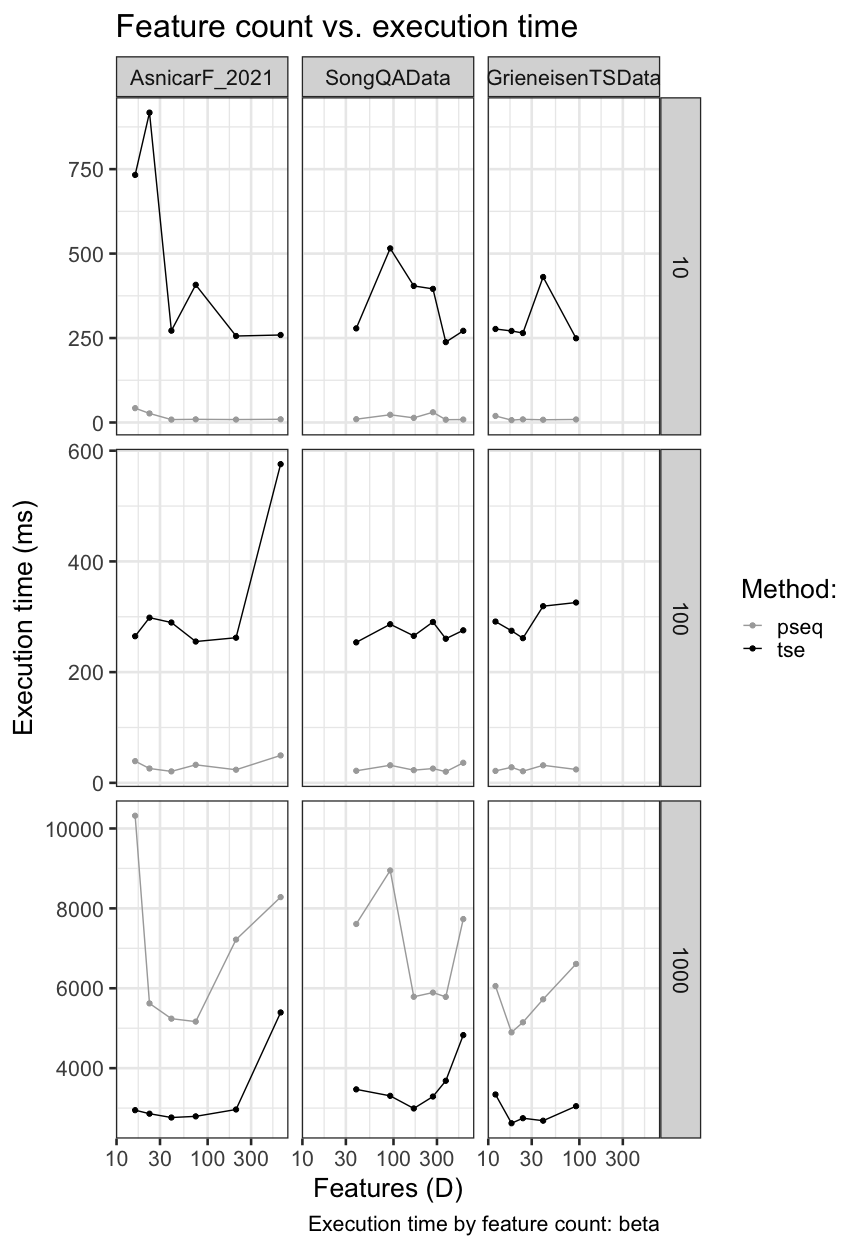 Feature count vs. execution time
AsnicarF_2021 SongQAData GrieneisenTSData
750
500
250
0
10
600
400
200
0
100
10000
8000
6000
4000
1000
10 30 100 300 10 30 100 300 10 30 100 300
Features (D)
Execution time (ms)
Method:
pseq
tse
Execution time by feature count: beta